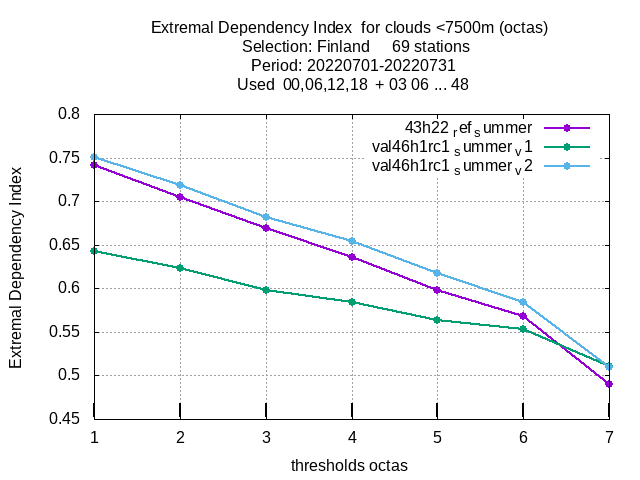 Extremal Dependency Index  for clouds <7500m (octas)
Selection: Finland     69 stations
Period: 20220701-20220731
Used  00,06,12,18  + 03 06 ... 48
0.8
0.75
0.7
0.65
0.6
0.55
0.5
0.45
Extremal Dependency Index
43h22 ref summer
val46h1rc1 summer v1
val46h1rc1 summer v2
1 2 3 4 5 6 7
thresholds octas